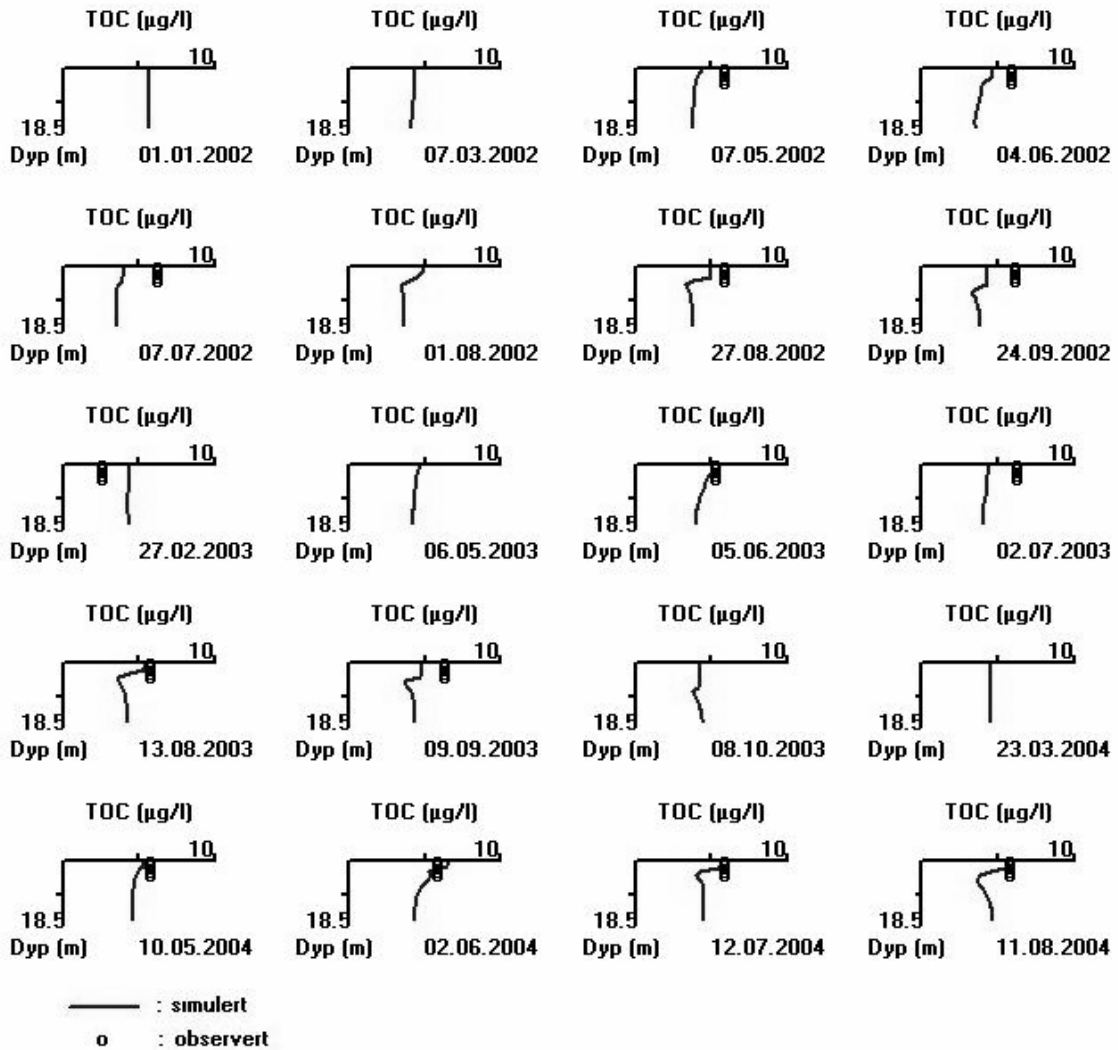 TOC (µg/l) TOC (µg/l) TOC (µg/l) TOC (µg/l)
10 10 10 10
18.5 18.5 18.5 18.5
Dyp (m) 01.01.2002 Dyp (m) 07.03.2002 Dyp (m) 07.05.2002 Dyp (m) 04.06.2002
TOC (µg/l) TOC (µg/l) TOC (µg/l) TOC (µg/l)
10 10 10 10
18.5 18.5 18.5 18.5
Dyp (m) 07.07.2002 Dyp (m) 01.08.2002 Dyp (m) 27.08.2002 Dyp (m) 24.09.2002
TOC (µg/l) TOC (µg/l) TOC (µg/l) TOC (µg/l)
10 10 10 10
18.5 18.5 18.5 18.5
Dyp (m) 27.02.2003 Dyp (m) 06.05.2003 Dyp (m) 05.06.2003 Dyp (m) 02.07.2003
TOC (µg/l) TOC (µg/l) TOC (µg/l) TOC (µg/l)
10 10 10 10
18.5 18.5 18.5 18.5
Dyp (m) 13.08.2003 Dyp (m) 09.09.2003 Dyp (m) 08.10.2003 Dyp (m) 23.03.2004
TOC (µg/l) TOC (µg/l) TOC (µg/l) TOC (µg/l)
10 10 10 10
18.5 18.5 18.5 18.5
Dyp (m) 10.05.2004 Dyp (m) 02.06.2004 Dyp (m) 12.07.2004 Dyp (m) 11.08.2004
: simulert
o : observert